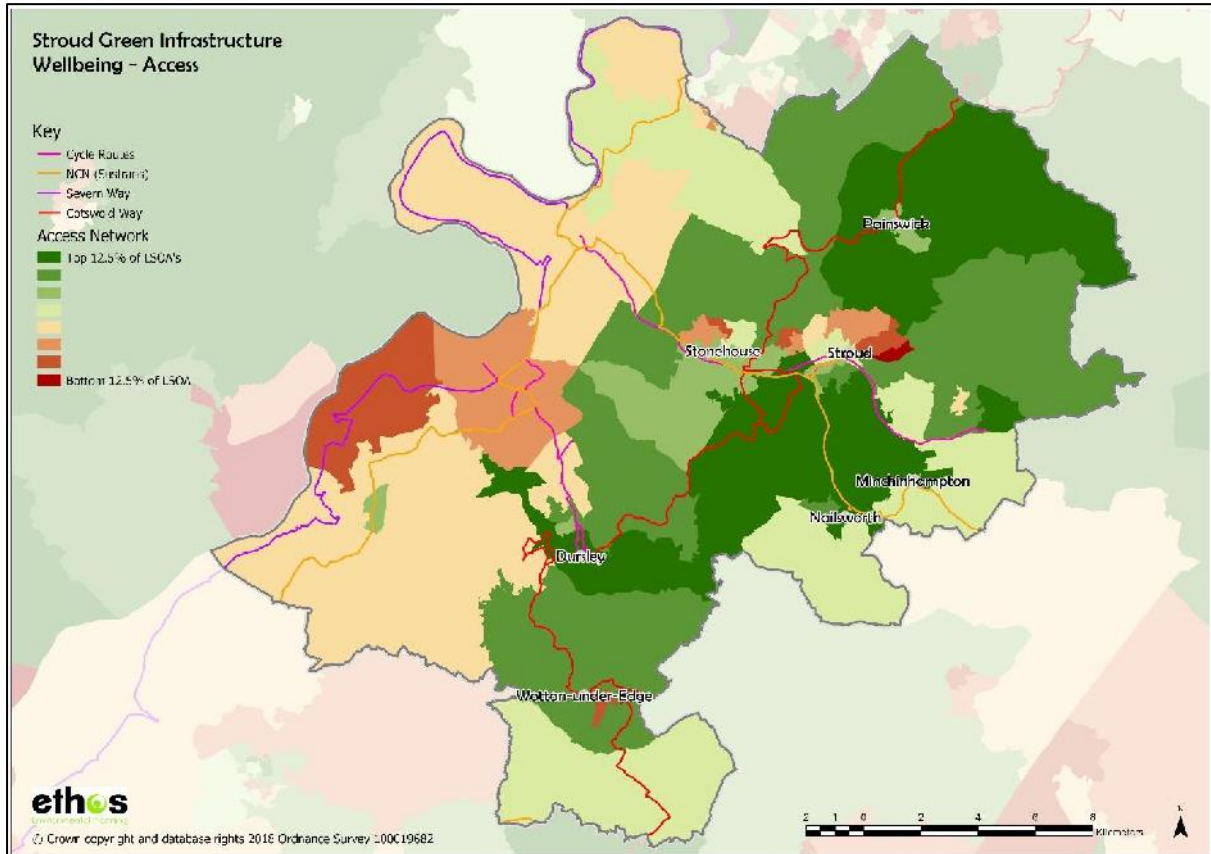 Stroud Green Infrastructure
Wellbeing - Access
Key
Cycle Routes
NCN (Sustrans)
Severn Way
Cotswold Way
Access Network
Top 12.5% of LSOA's
Bottom 12.5% of LSOA
Painswick
Stonehouse
Stroud
Minchinhampton
Nailsworth
Dursley
Wotton-under-Edge
ethos
Environmental Planning
© Crown copyright and database rights 2018 Ordnance Survey 100019682
2 1 0 2 4 6 8
Kilometers